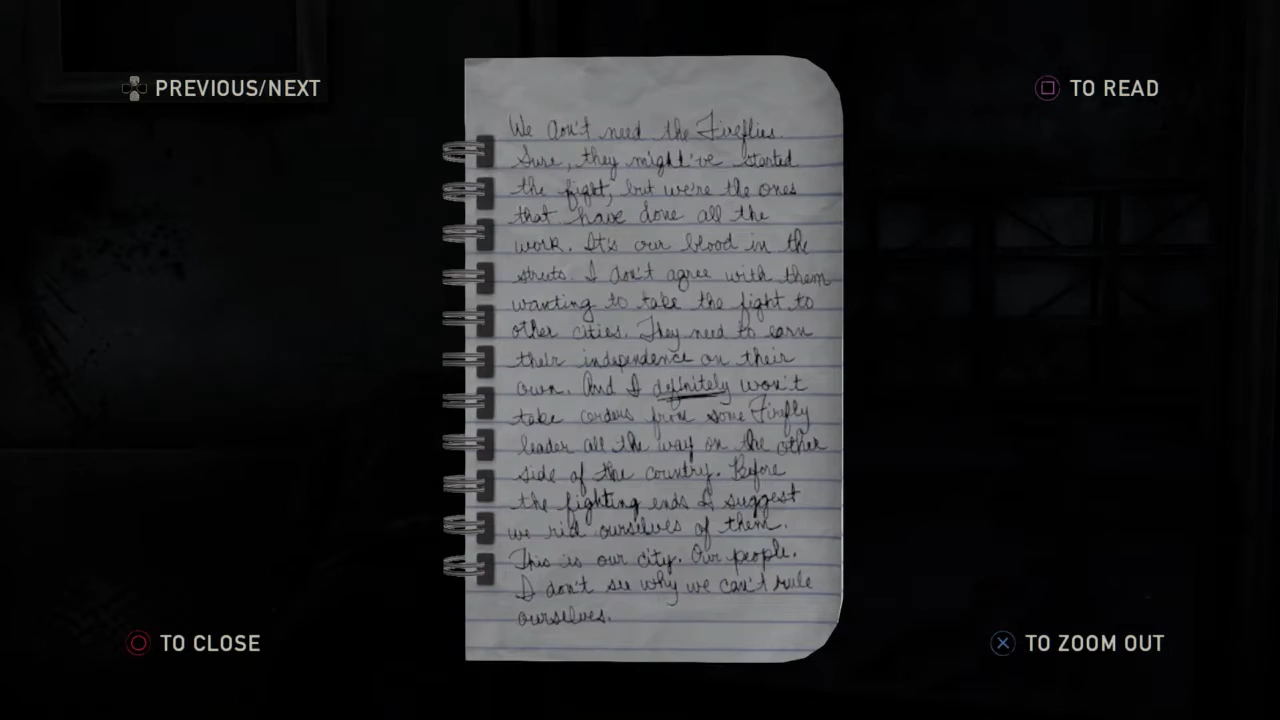 PREVIOUS/NEXT
TO READ
We don't need the Fireflies.
Sure, they might've started
the fight, but we're the ones
that have done all the
work. It's our blood in the
streets. I don't agree with them
wanting to take the fight to
other cities. They need to earn
their independence on their
own. And I definitely won't
take orders from some Firefly
leader all the way on the other
side of the country. Before
the fighting ends I suggest
we rid ourselves of them.
This is our city. Our people.
I don't see why we can't rule
ourselves.
TO CLOSE
TO ZOOM OUT